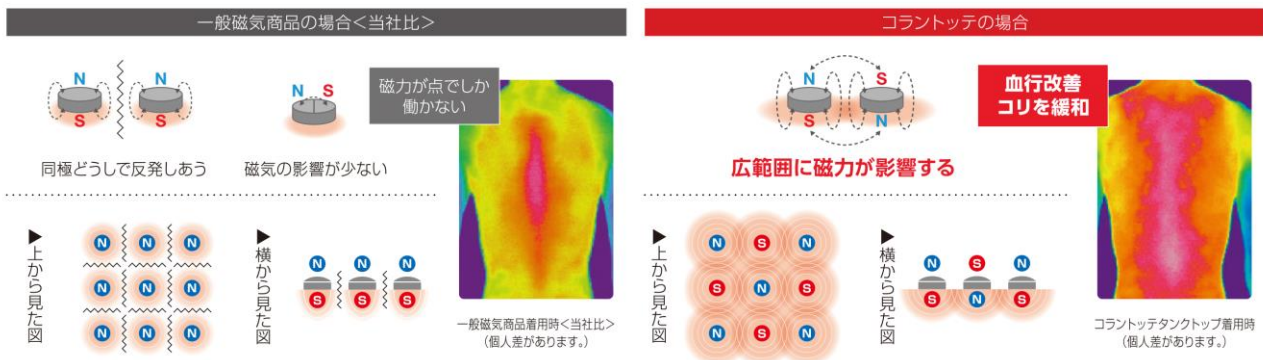 一般磁気商品の場合＜当社比＞
N
N
S
S
同極どうしで反発しあう
N S
磁気の影響が少ない
磁力が点でしか
働かない
▶上から見た図
N N N
N N N
N N N
▶横から見た図
N N N
S S S
一般磁気商品着用時＜当社比＞
（個人差があります。）
コラントッテの場合
N S
S N
広範囲に磁力が影響する
血行改善
コリを緩和
▶上から見た図
N S N
S N S
N S N
▶横から見た図
N S N
S N S
コラントッテタンクトップ着用時
（個人差があります。）